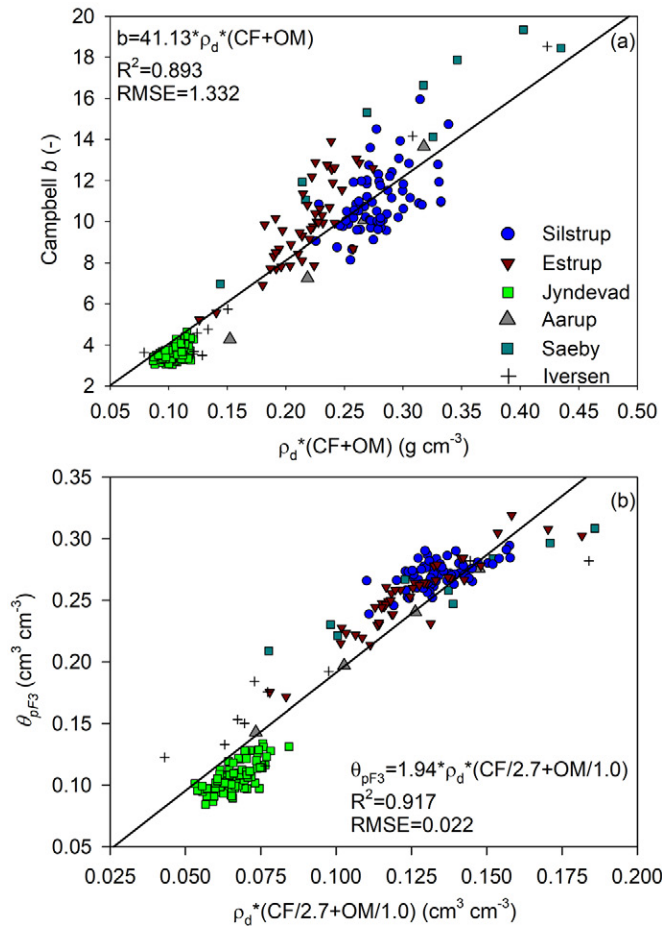 20
18
16
14
12
10
8
6
4
2
Campbell b (-)
b=41.13*ρd*(CF+OM)
R²=0.893
RMSE=1.332
(a)
Silstrup
Estrup
Jyndevad
Aarup
Saeby
Iversen
0.05 0.10 0.15 0.20 0.25 0.30 0.35 0.40 0.45 0.50
ρd*(CF+OM) (g cm⁻³)
0.35
0.30
0.25
0.20
0.15
0.10
0.05
θpF3 (cm³ cm⁻³)
(b)
θpF3=1.94*ρd*(CF/2.7+OM/1.0)
R²=0.917
RMSE=0.022
0.025 0.050 0.075 0.100 0.125 0.150 0.175 0.200
ρd*(CF/2.7+OM/1.0) (cm³ cm⁻³)